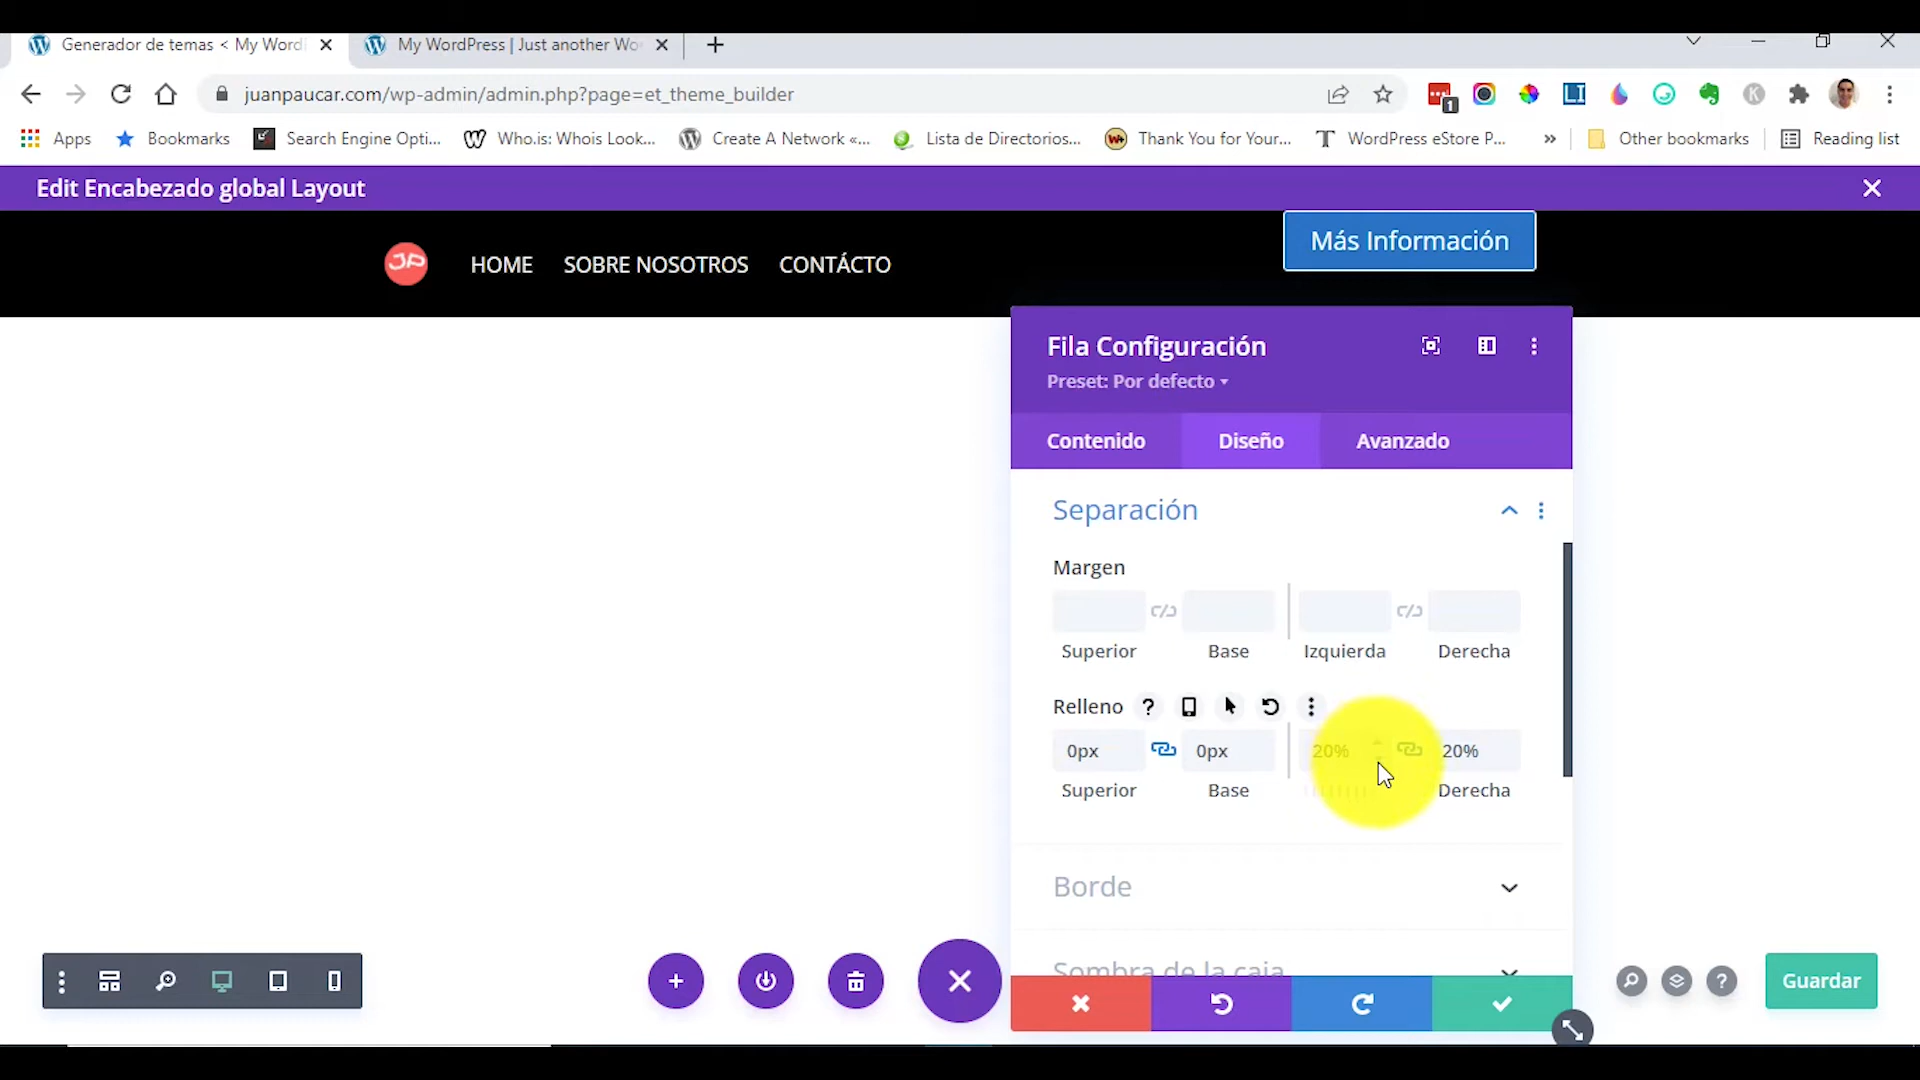 Generador de temas < My Word
My WordPress | Just another Wo
juanpaucar.com/wp-admin/admin.php?page=et_theme_builder
1
Apps
Bookmarks
Search Engine Opti...
Who.is: Whois Look...
Create A Network «...
Lista de Directorios...
Thank You for Your...
WordPress eStore P...
»
Other bookmarks
Reading list
Edit Encabezado global Layout
JP
HOME
SOBRE NOSOTROS
CONTÁCTO
Más Información
Fila Configuración
Preset: Por defecto
Contenido
Diseño
Avanzado
Separación
Margen
Superior
Base
Izquierda
Derecha
Relleno
0px
0px
20%
20%
Superior
Base
Derecha
Borde
Sombra de la caja
Guardar